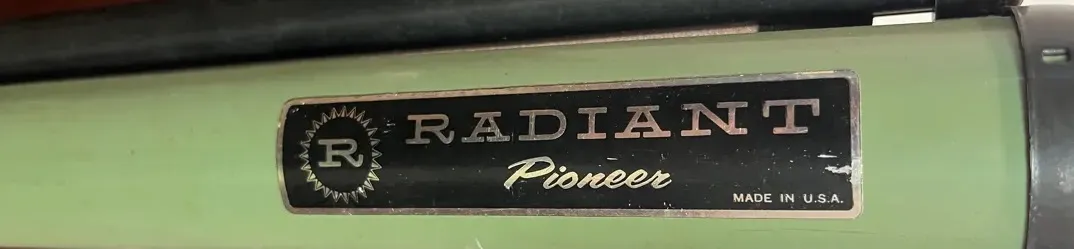 R
RADIANT
Pioneer
MADE IN U.S.A.